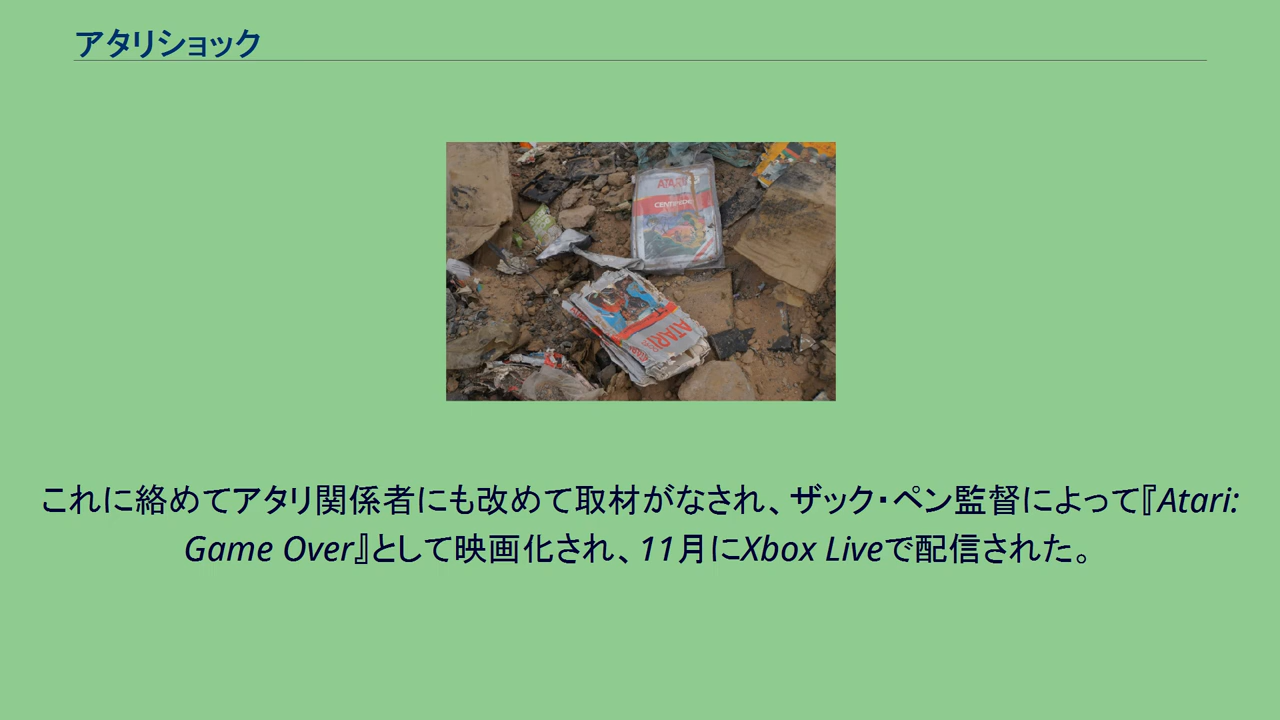 アタリショック
ATARI
CENTIPEDE
ATARI
これに絡めてアタリ関係者にも改めて取材がなされ、ザック・ペン監督によって『Atari:
Game Over』として映画化され、11月にXbox Liveで配信された。